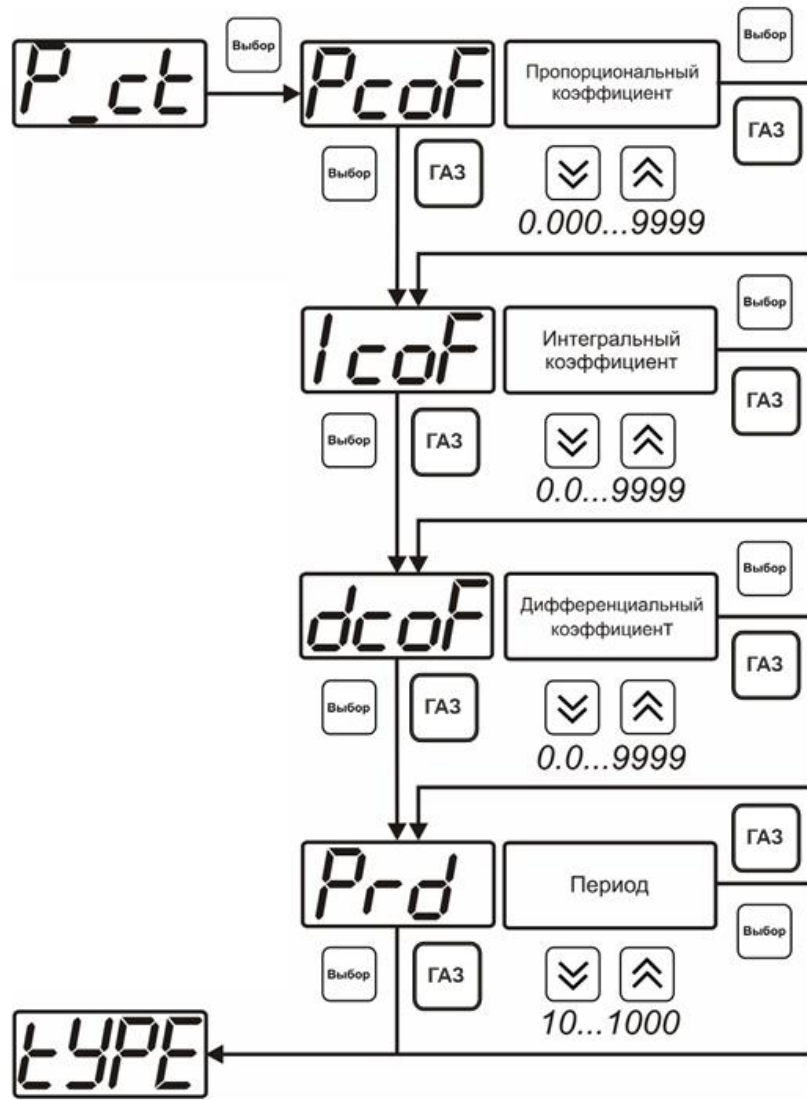 Выбор
Выбор
P_ct
PcoF
Пропорциональный
коэффициент
ГАЗ
Выбор
ГАЗ
0.000...9999
Выбор
IcoF
Интегральный
коэффициент
ГАЗ
Выбор
ГАЗ
0.0...9999
Выбор
dcoF
Дифференциальный
коэффициент
ГАЗ
Выбор
ГАЗ
0.0...9999
ГАЗ
Prd
Период
Выбор
Выбор
ГАЗ
10...1000
tYPE